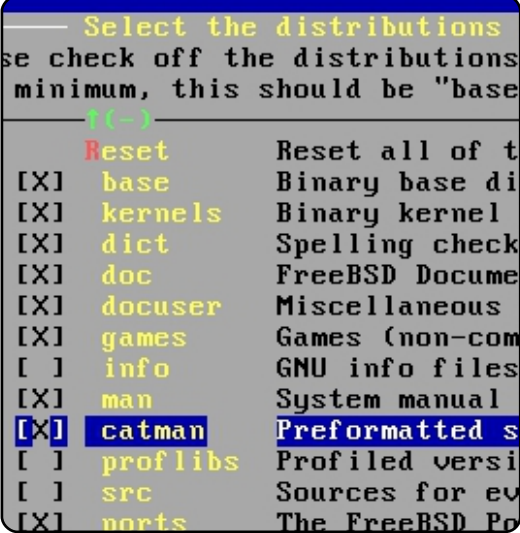 Select the distributions
se check off the distributions
minimum, this should be "base
↑(-)
Reset Reset all of t
[X] base Binary base di
[X] kernels Binary kernel
[X] dict Spelling check
[X] doc FreeBSD Docume
[X] docuser Miscellaneous
[X] games Games (non-com
[ ] info GNU info files
[X] man System manual
[X] catman Preformatted s
[ ] proflibs Profiled versi
[ ] src Sources for ev
[X] ports The FreeBSD Po